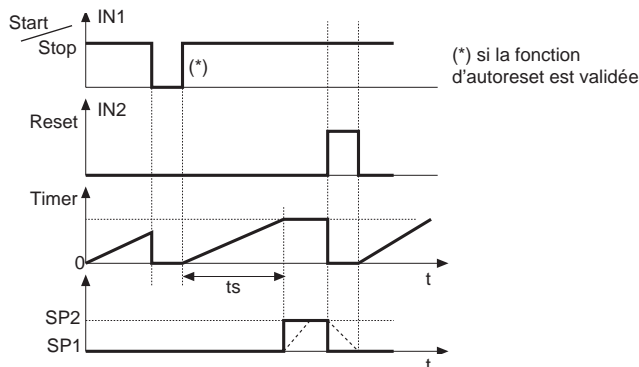 Start
IN1
Stop
(*)
(*) si la fonction
d'autoreset est validée
IN2
Reset
Timer
0
t
ts
SP2
SP1
t